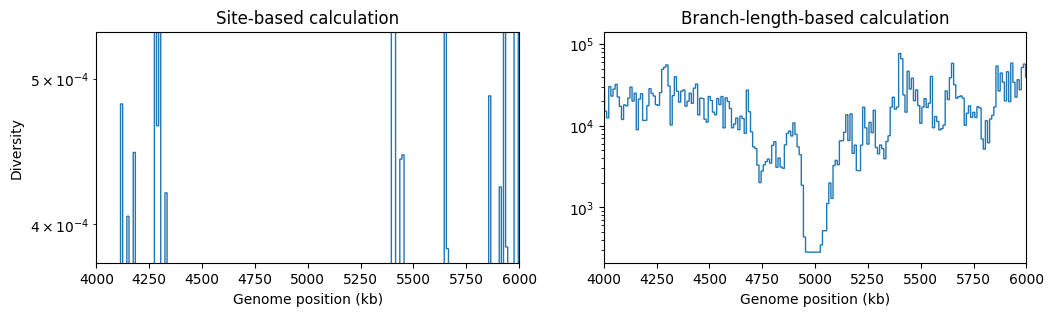 Site-based calculation
Diversity
5 × 10⁻⁴
4 × 10⁻⁴
4000 4250 4500 4750 5000 5250 5500 5750 6000
Genome position (kb)
Branch-length-based calculation
10⁵
10⁴
10³
4000 4250 4500 4750 5000 5250 5500 5750 6000
Genome position (kb)